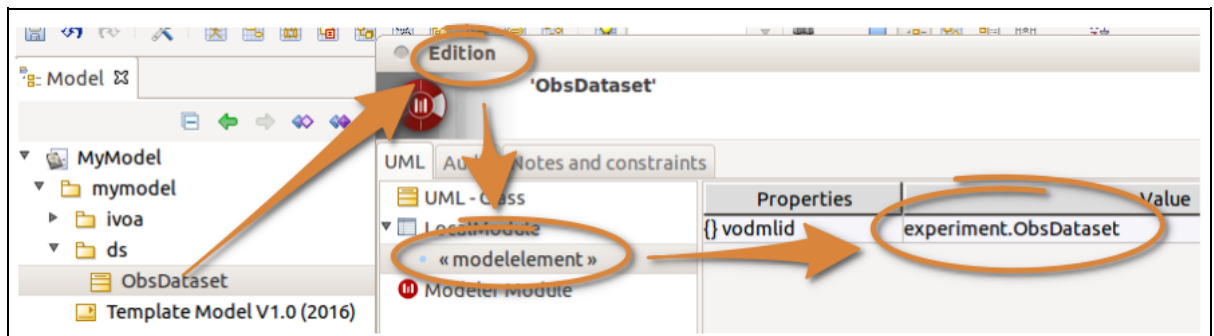 Edition
Model
'ObsDataset'
MyModel
mymodel
ivoa
ds
ObsDataset
Template Model V1.0 (2016)
UML Notes and constraints
UML - Class
LocalModule
«modelelement»
Modeler Module
Properties Value
{} vodmlid experiment.ObsDataset